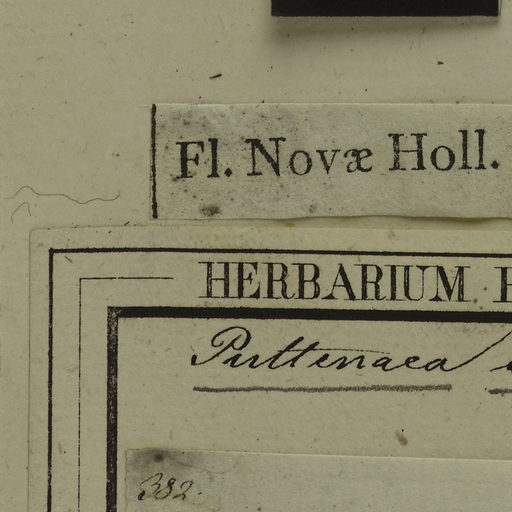 Fl. Novæ Holl.
HERBARIUM
Pultenaea
382.